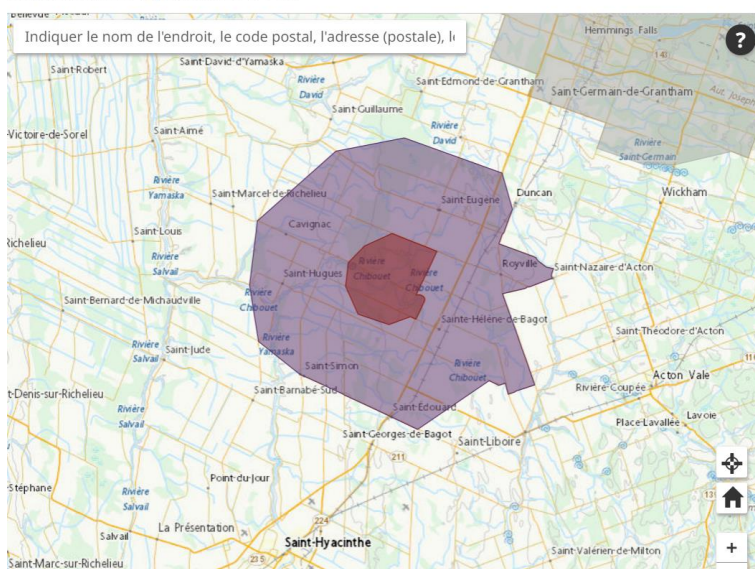 Bellevue
Indiquer le nom de l'endroit, le code postal, l'adresse (postale), l
?
Hemmings Falls
141
Saint-Robert
Saint-David-d'Yamaska
Rivière
David
Saint-Edmond-de-Grantham
Saint-Germain-de-Grantham
Aut. Joseph
Saint-Guillaume
Victoire-de-Sorel
Saint-Aimé
Rivière
David
Rivière
Saint-Germain
Rivière
Yamaska
Saint-Marcel-de-Richelieu
Saint-Eugène
Duncan
Wickham
Cavignac
Saint-Louis
Richelieu
Rivière
Salvail
Saint-Hugues
Rivière
Chibouet
Rivière
Chibouet
Royville
Saint-Nazaire-d'Acton
Rivière
Chibouet
Saint-Bernard-de-Michaudville
Sainte-Hélène-de-Bagot
Saint-Theodore-d'Acton
Rivière
Yamaska
Rivière
Salvail
Saint-Jude
116
Saint-Simon
Rivière
Chibouet
Acton Vale
Rivière-Coupée
t-Denis-sur-Richelieu
Saint-Barnabé-Sud
Rivière
Salvail
Saint-Edouard
Place-Lavallée
Lavoie
Saint-Georges-de-Bagot
Saint-Liboire
211
Stéphane
Point-du-Jour
Rivière
Salvail
139
224
La Présentation
Salvail
Saint-Hyacinthe
235
Saint-Marc-sur-Richelieu
Saint-Valérien-de-Milton
+